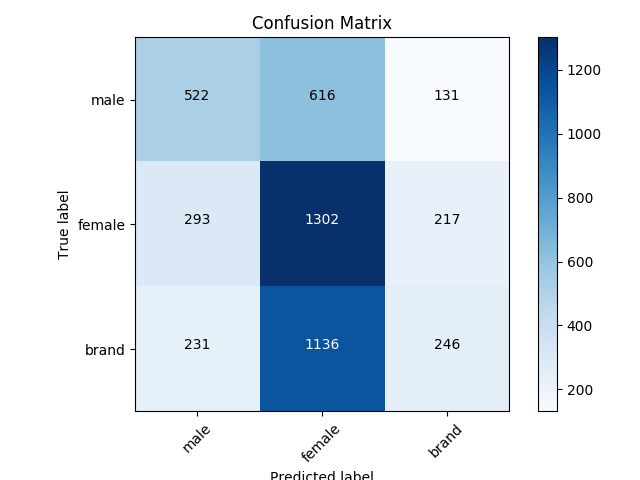 Confusion Matrix
male 522 616 131
female 293 1302 217
brand 231 1136 246
male female brand
True label
Predicted label
1200
1000
800
600
400
200